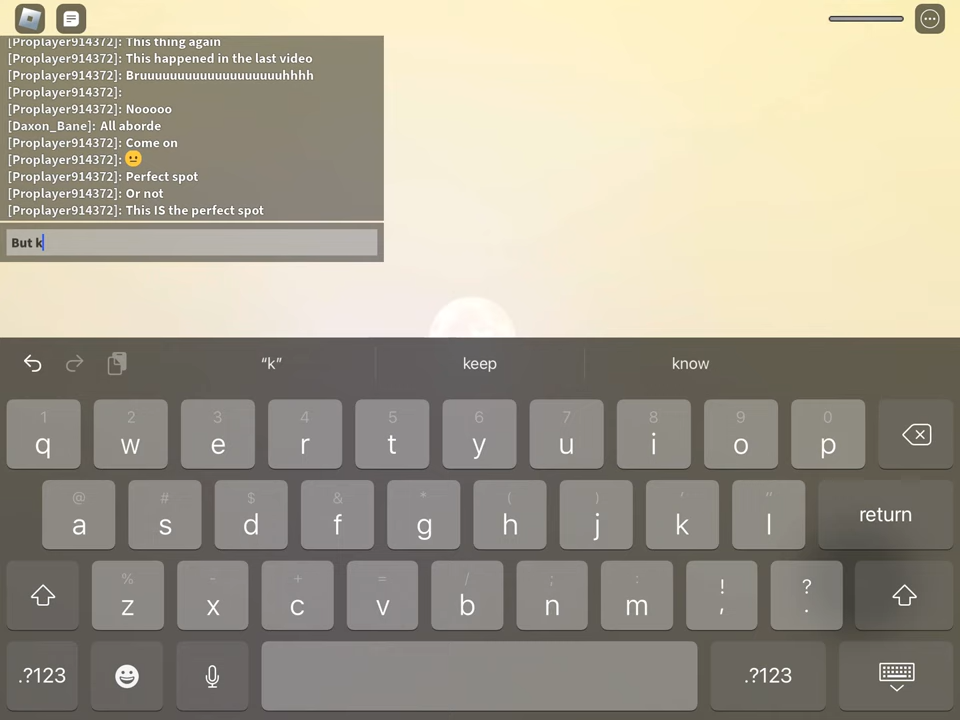 [Proplayer914372]: This thing again
[Proplayer914372]: This happened in the last video
[Proplayer914372]: Bruuuuuuuuuuuuuuuuuuuhhhh
[Proplayer914372]:
[Proplayer914372]: Nooooo
[Daxon_Bane]: All aborde
[Proplayer914372]: Come on
[Proplayer914372]: 😐
[Proplayer914372]: Perfect spot
[Proplayer914372]: Or not
[Proplayer914372]: This IS the perfect spot
But k
“k” keep know
1 2 3 4 5 6 7 8 9 0
q w e r t y u i o p
@ # $ & * ( ) ' "
a s d f g h j k l return
% - + = / ; : ! ?
z x c v b n m , .
.?123 .?123